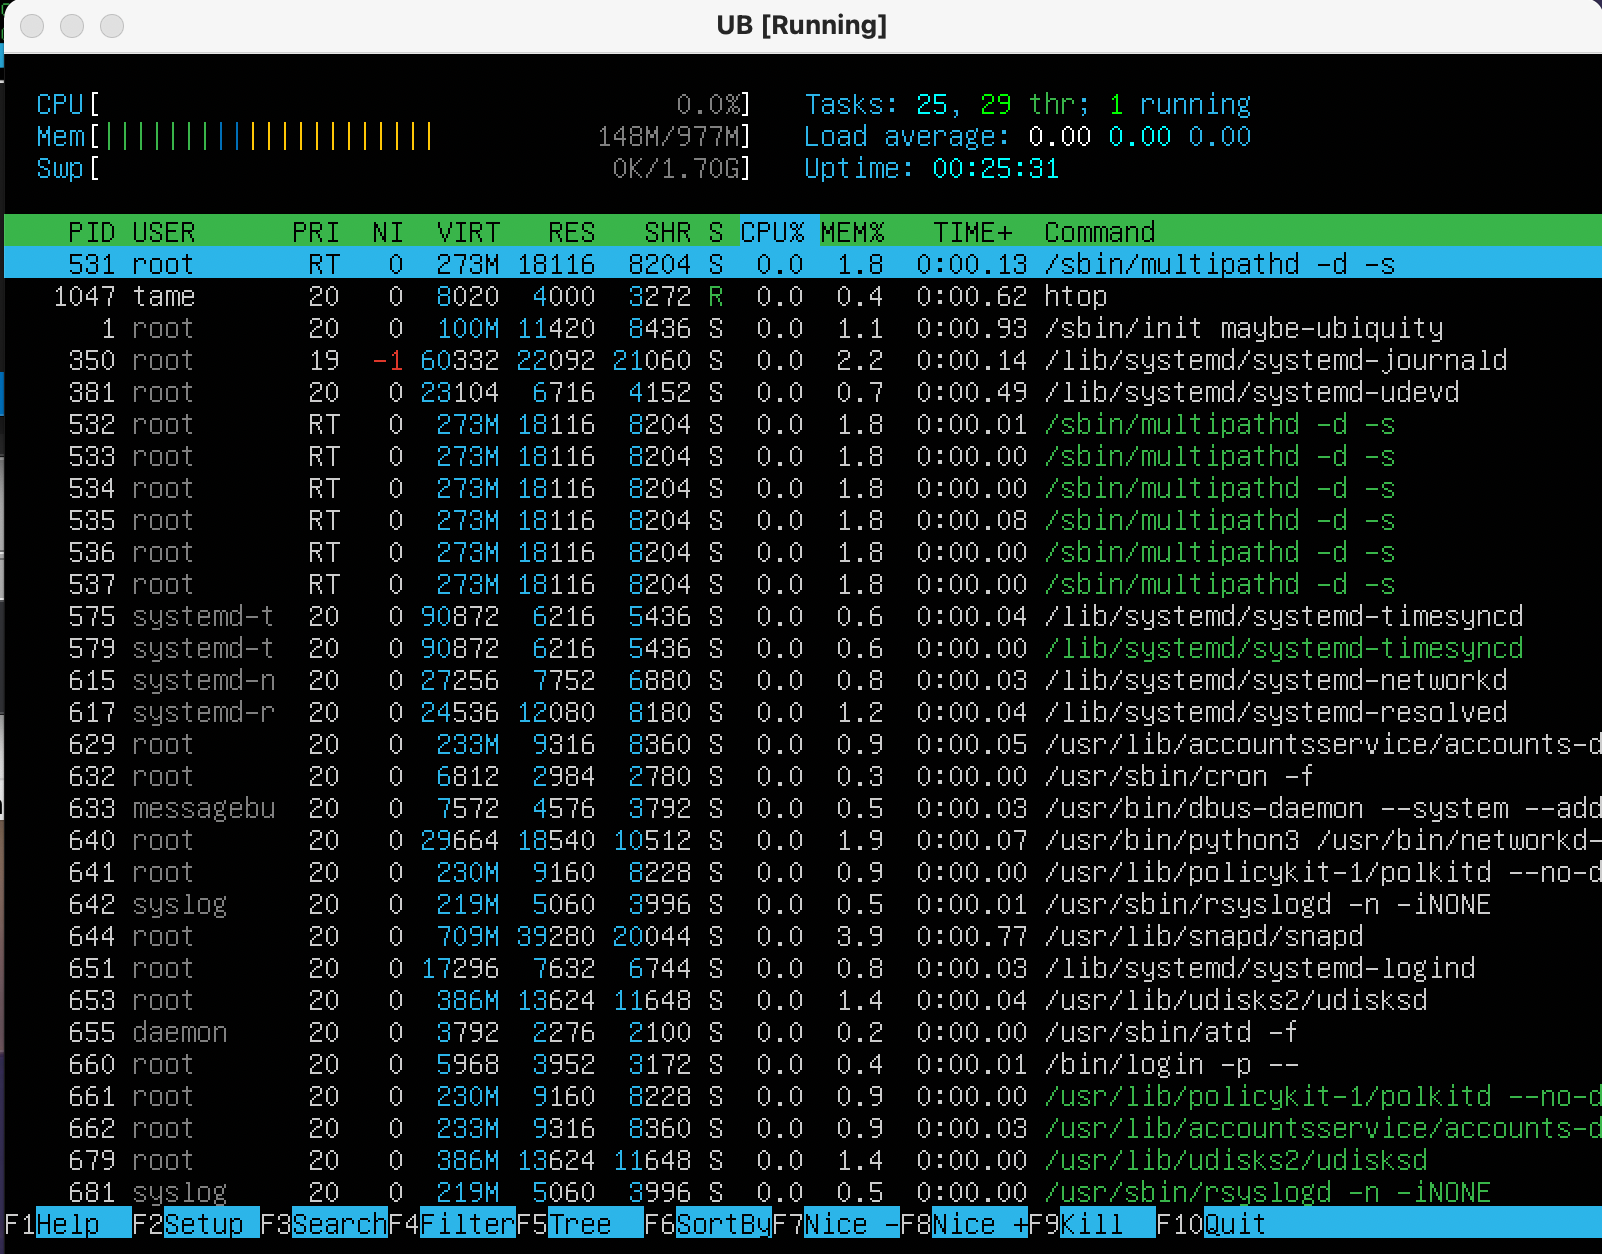 UB [Running]
CPU[ 0.0%] Tasks: 25, 29 thr; 1 running
Mem[||||||||||||||||||||| 148M/977M] Load average: 0.00 0.00 0.00
Swp[ 0K/1.70G] Uptime: 00:25:31
PID USER PRI NI VIRT RES SHR S CPU% MEM% TIME+ Command
531 root RT 0 273M 18116 8204 S 0.0 1.8 0:00.13 /sbin/multipathd -d -s
1047 tame 20 0 8020 4000 3272 R 0.0 0.4 0:00.62 htop
1 root 20 0 100M 11420 8436 S 0.0 1.1 0:00.93 /sbin/init maybe-ubiquity
350 root 19 -1 60332 22092 21060 S 0.0 2.2 0:00.14 /lib/systemd/systemd-journald
381 root 20 0 23104 6716 4152 S 0.0 0.7 0:00.49 /lib/systemd/systemd-udevd
532 root RT 0 273M 18116 8204 S 0.0 1.8 0:00.01 /sbin/multipathd -d -s
533 root RT 0 273M 18116 8204 S 0.0 1.8 0:00.00 /sbin/multipathd -d -s
534 root RT 0 273M 18116 8204 S 0.0 1.8 0:00.00 /sbin/multipathd -d -s
535 root RT 0 273M 18116 8204 S 0.0 1.8 0:00.08 /sbin/multipathd -d -s
536 root RT 0 273M 18116 8204 S 0.0 1.8 0:00.00 /sbin/multipathd -d -s
537 root RT 0 273M 18116 8204 S 0.0 1.8 0:00.00 /sbin/multipathd -d -s
575 systemd-t 20 0 90872 6216 5436 S 0.0 0.6 0:00.04 /lib/systemd/systemd-timesyncd
579 systemd-t 20 0 90872 6216 5436 S 0.0 0.6 0:00.00 /lib/systemd/systemd-timesyncd
615 systemd-n 20 0 27256 7752 6880 S 0.0 0.8 0:00.03 /lib/systemd/systemd-networkd
617 systemd-r 20 0 24536 12080 8180 S 0.0 1.2 0:00.04 /lib/systemd/systemd-resolved
629 root 20 0 233M 9316 8360 S 0.0 0.9 0:00.05 /usr/lib/accountsservice/accounts-d
632 root 20 0 6812 2984 2780 S 0.0 0.3 0:00.00 /usr/sbin/cron -f
633 messagebu 20 0 7572 4576 3792 S 0.0 0.5 0:00.03 /usr/bin/dbus-daemon --system --add
640 root 20 0 29664 18540 10512 S 0.0 1.9 0:00.07 /usr/bin/python3 /usr/bin/networkd-
641 root 20 0 230M 9160 8228 S 0.0 0.9 0:00.00 /usr/lib/policykit-1/polkitd --no-d
642 syslog 20 0 219M 5060 3996 S 0.0 0.5 0:00.01 /usr/sbin/rsyslogd -n -iNONE
644 root 20 0 709M 39280 20044 S 0.0 3.9 0:00.77 /usr/lib/snapd/snapd
651 root 20 0 17296 7632 6744 S 0.0 0.8 0:00.03 /lib/systemd/systemd-logind
653 root 20 0 386M 13624 11648 S 0.0 1.4 0:00.04 /usr/lib/udisks2/udisksd
655 daemon 20 0 3792 2276 2100 S 0.0 0.2 0:00.00 /usr/sbin/atd -f
660 root 20 0 5968 3952 3172 S 0.0 0.4 0:00.01 /bin/login -p --
661 root 20 0 230M 9160 8228 S 0.0 0.9 0:00.00 /usr/lib/policykit-1/polkitd --no-d
662 root 20 0 233M 9316 8360 S 0.0 0.9 0:00.03 /usr/lib/accountsservice/accounts-d
679 root 20 0 386M 13624 11648 S 0.0 1.4 0:00.00 /usr/lib/udisks2/udisksd
681 syslog 20 0 219M 5060 3996 S 0.0 0.5 0:00.00 /usr/sbin/rsyslogd -n -iNONE
F1Help F2Setup F3SearchF4FilterF5Tree F6SortByF7Nice -F8Nice +F9Kill F10Quit